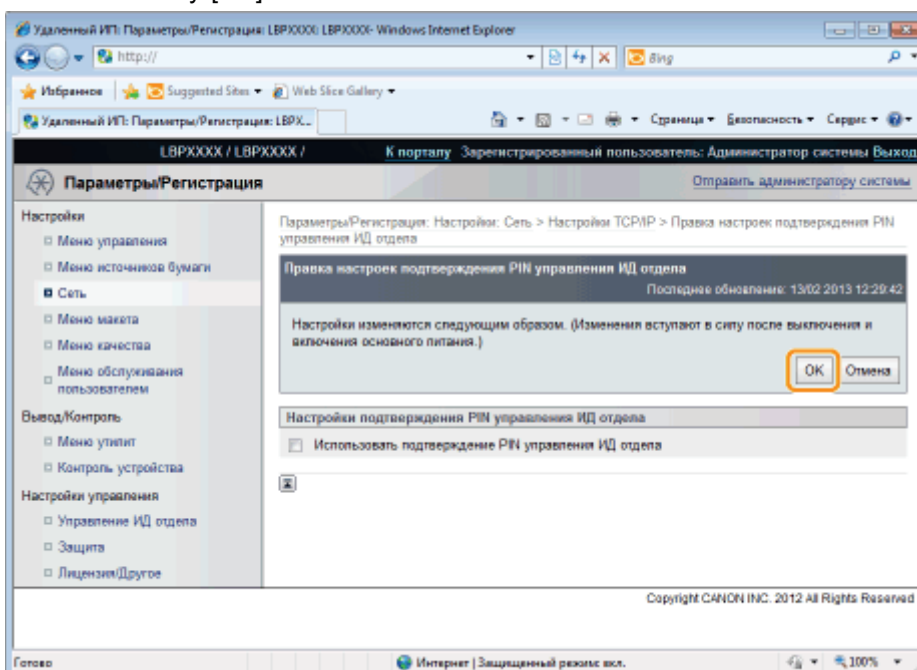 Удаленный ИП: Параметры/Регистрация: LBPXXXX: LBPXXXX- Windows Internet Explorer
http://
Bing
Избранное Suggested Sites Web Slice Gallery
Удаленный ИП: Параметры/Регистрация: LBPX... Страница Безопасность Сервис
LBPXXXX / LBPXXXX / К порталу Зарегистрированный пользователь: Администратор системы Выход
Параметры/Регистрация Отправить администратору системы
Настройки
Меню управления
Меню источников бумаги
Сеть
Меню макета
Меню качества
Меню обслуживания
пользователем
Вывод/Контроль
Меню утилит
Контроль устройства
Настройки управления
Управление ИД отдела
Защита
Лицензия/Другое
Параметры/Регистрация: Настройки: Сеть > Настройки TCP/IP > Правка настроек подтверждения PIN
управления ИД отдела
Правка настроек подтверждения PIN управления ИД отдела
Последнее обновление: 13/02 2013 12:29:42
Настройки изменяются следующим образом. (Изменения вступают в силу после выключения и
включения основного питания.)
OK Отмена
Настройки подтверждения PIN управления ИД отдела
Использовать подтверждение PIN управления ИД отдела
Copyright CANON INC. 2012 All Rights Reserved
Готово Интернет | Защищенный режим: вкл. 100%